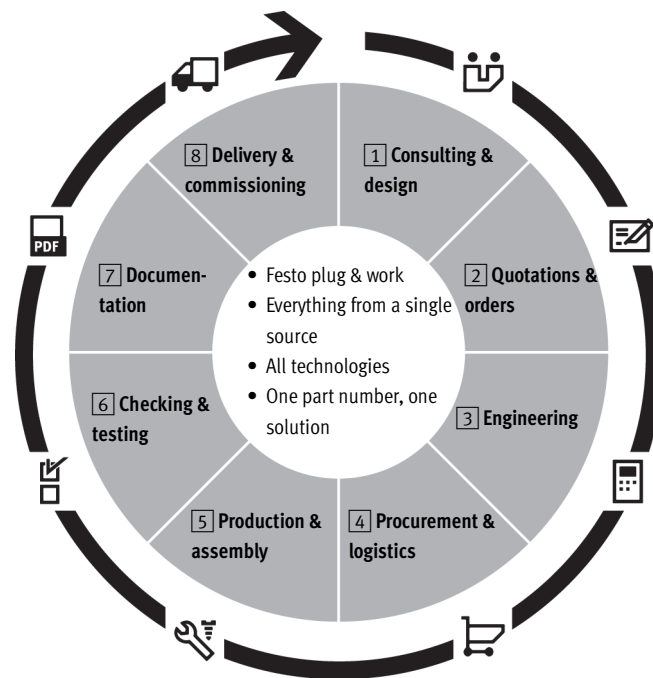 1 Consulting &
design
2 Quotations &
orders
3 Engineering
4 Procurement &
logistics
5 Production &
assembly
6 Checking &
testing
7 Documen-
tation
8 Delivery &
commissioning
• Festo plug & work
• Everything from a single
source
• All technologies
• One part number, one
solution
PDF